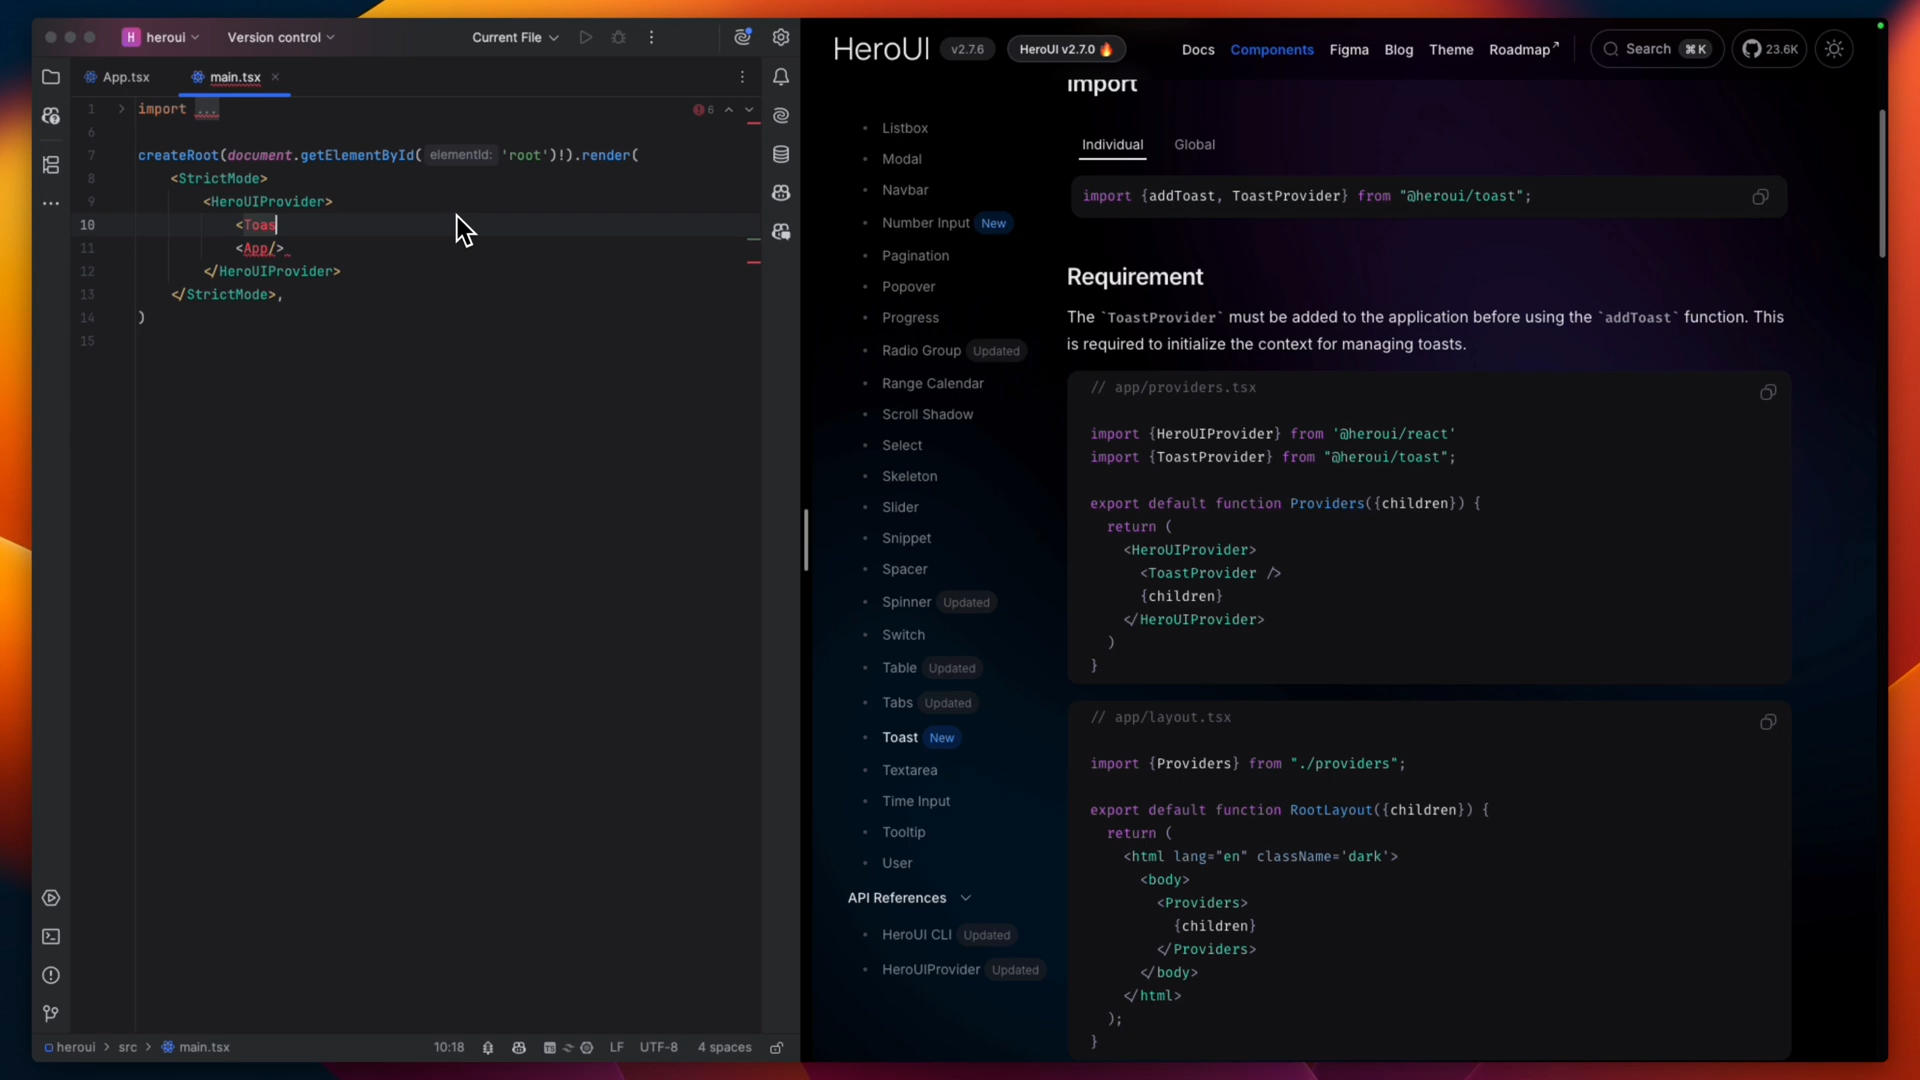 H heroui
Version control
Current File
App.tsx
main.tsx
1 import ...
6
6
7 createRoot(document.getElementById( elementId: 'root')!).render(
8 <StrictMode>
9 <HeroUIProvider>
10 <Toas
11 <App/>
12 </HeroUIProvider>
13 </StrictMode>,
14 )
15
heroui > src > main.tsx
10:18
LF
UTF-8
4 spaces
HeroUI
v2.7.6
HeroUI v2.7.0 🔥
Docs
Components
Figma
Blog
Theme
Roadmap
Search
⌘K
23.6K
Listbox
Modal
Navbar
Number Input New
Pagination
Popover
Progress
Radio Group Updated
Range Calendar
Scroll Shadow
Select
Skeleton
Slider
Snippet
Spacer
Spinner Updated
Switch
Table Updated
Tabs Updated
Toast New
Textarea
Time Input
Tooltip
User
API References
HeroUI CLI Updated
HeroUIProvider Updated
Import
Individual
Global
import {addToast, ToastProvider} from "@heroui/toast";
Requirement
The `ToastProvider` must be added to the application before using the `addToast` function. This
is required to initialize the context for managing toasts.
// app/providers.tsx
import {HeroUIProvider} from '@heroui/react'
import {ToastProvider} from "@heroui/toast";
export default function Providers({children}) {
return (
<HeroUIProvider>
<ToastProvider />
{children}
</HeroUIProvider>
)
}
// app/layout.tsx
import {Providers} from "./providers";
export default function RootLayout({children}) {
return (
<html lang="en" className='dark'>
<body>
<Providers>
{children}
</Providers>
</body>
</html>
);
}